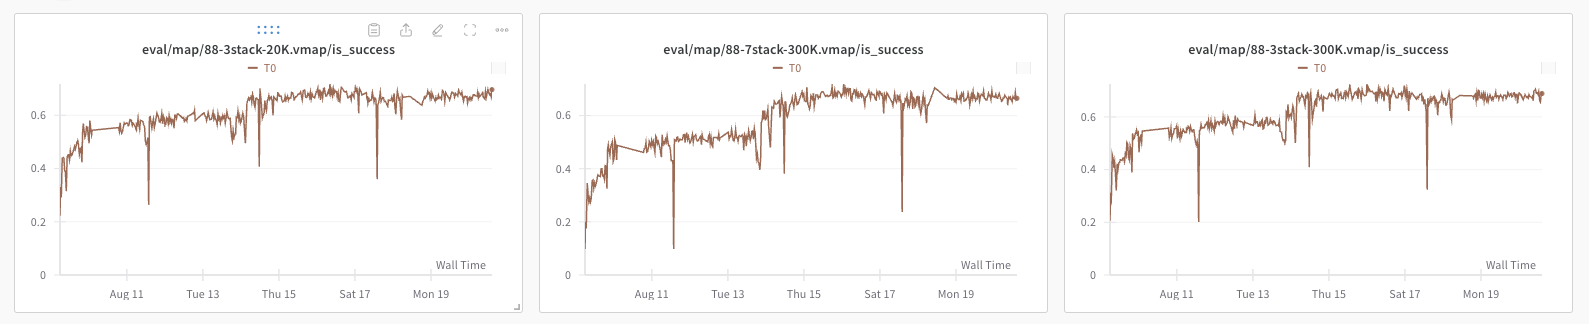 eval/map/88-3stack-20K.vmap/is_success
T0
0.6
0.4
0.2
0
Wall Time
Aug 11 Tue 13 Thu 15 Sat 17 Mon 19
eval/map/88-7stack-300K.vmap/is_success
T0
0.6
0.4
0.2
0
Wall Time
Aug 11 Tue 13 Thu 15 Sat 17 Mon 19
eval/map/88-3stack-300K.vmap/is_success
T0
0.6
0.4
0.2
0
Wall Time
Aug 11 Tue 13 Thu 15 Sat 17 Mon 19